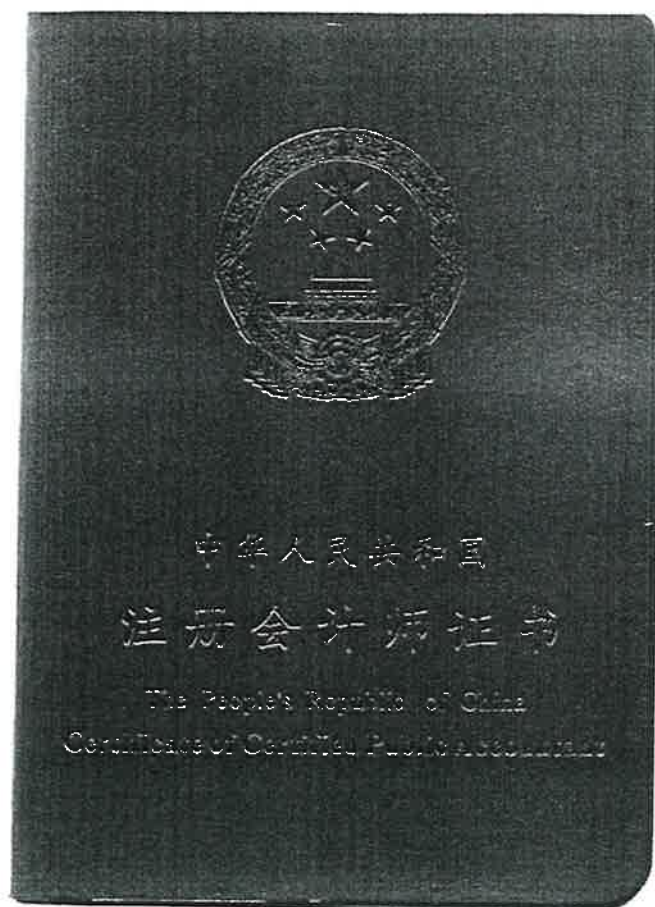 中华人民共和国
注册会计师证书
The People's Republic of China
Certificate of Certified Public Accountant